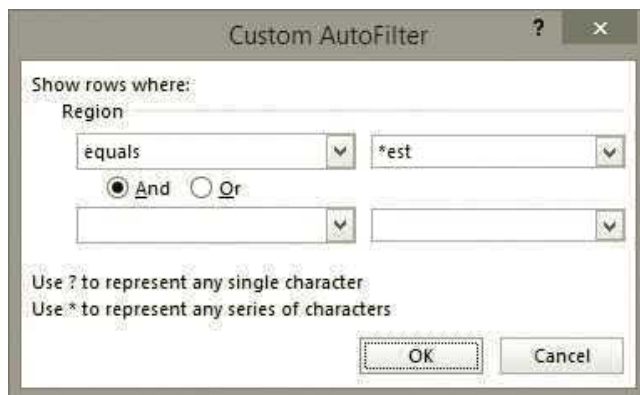 Custom AutoFilter ? ×
Show rows where:
Region
equals *est
And Or
Use ? to represent any single character
Use * to represent any series of characters
OK Cancel